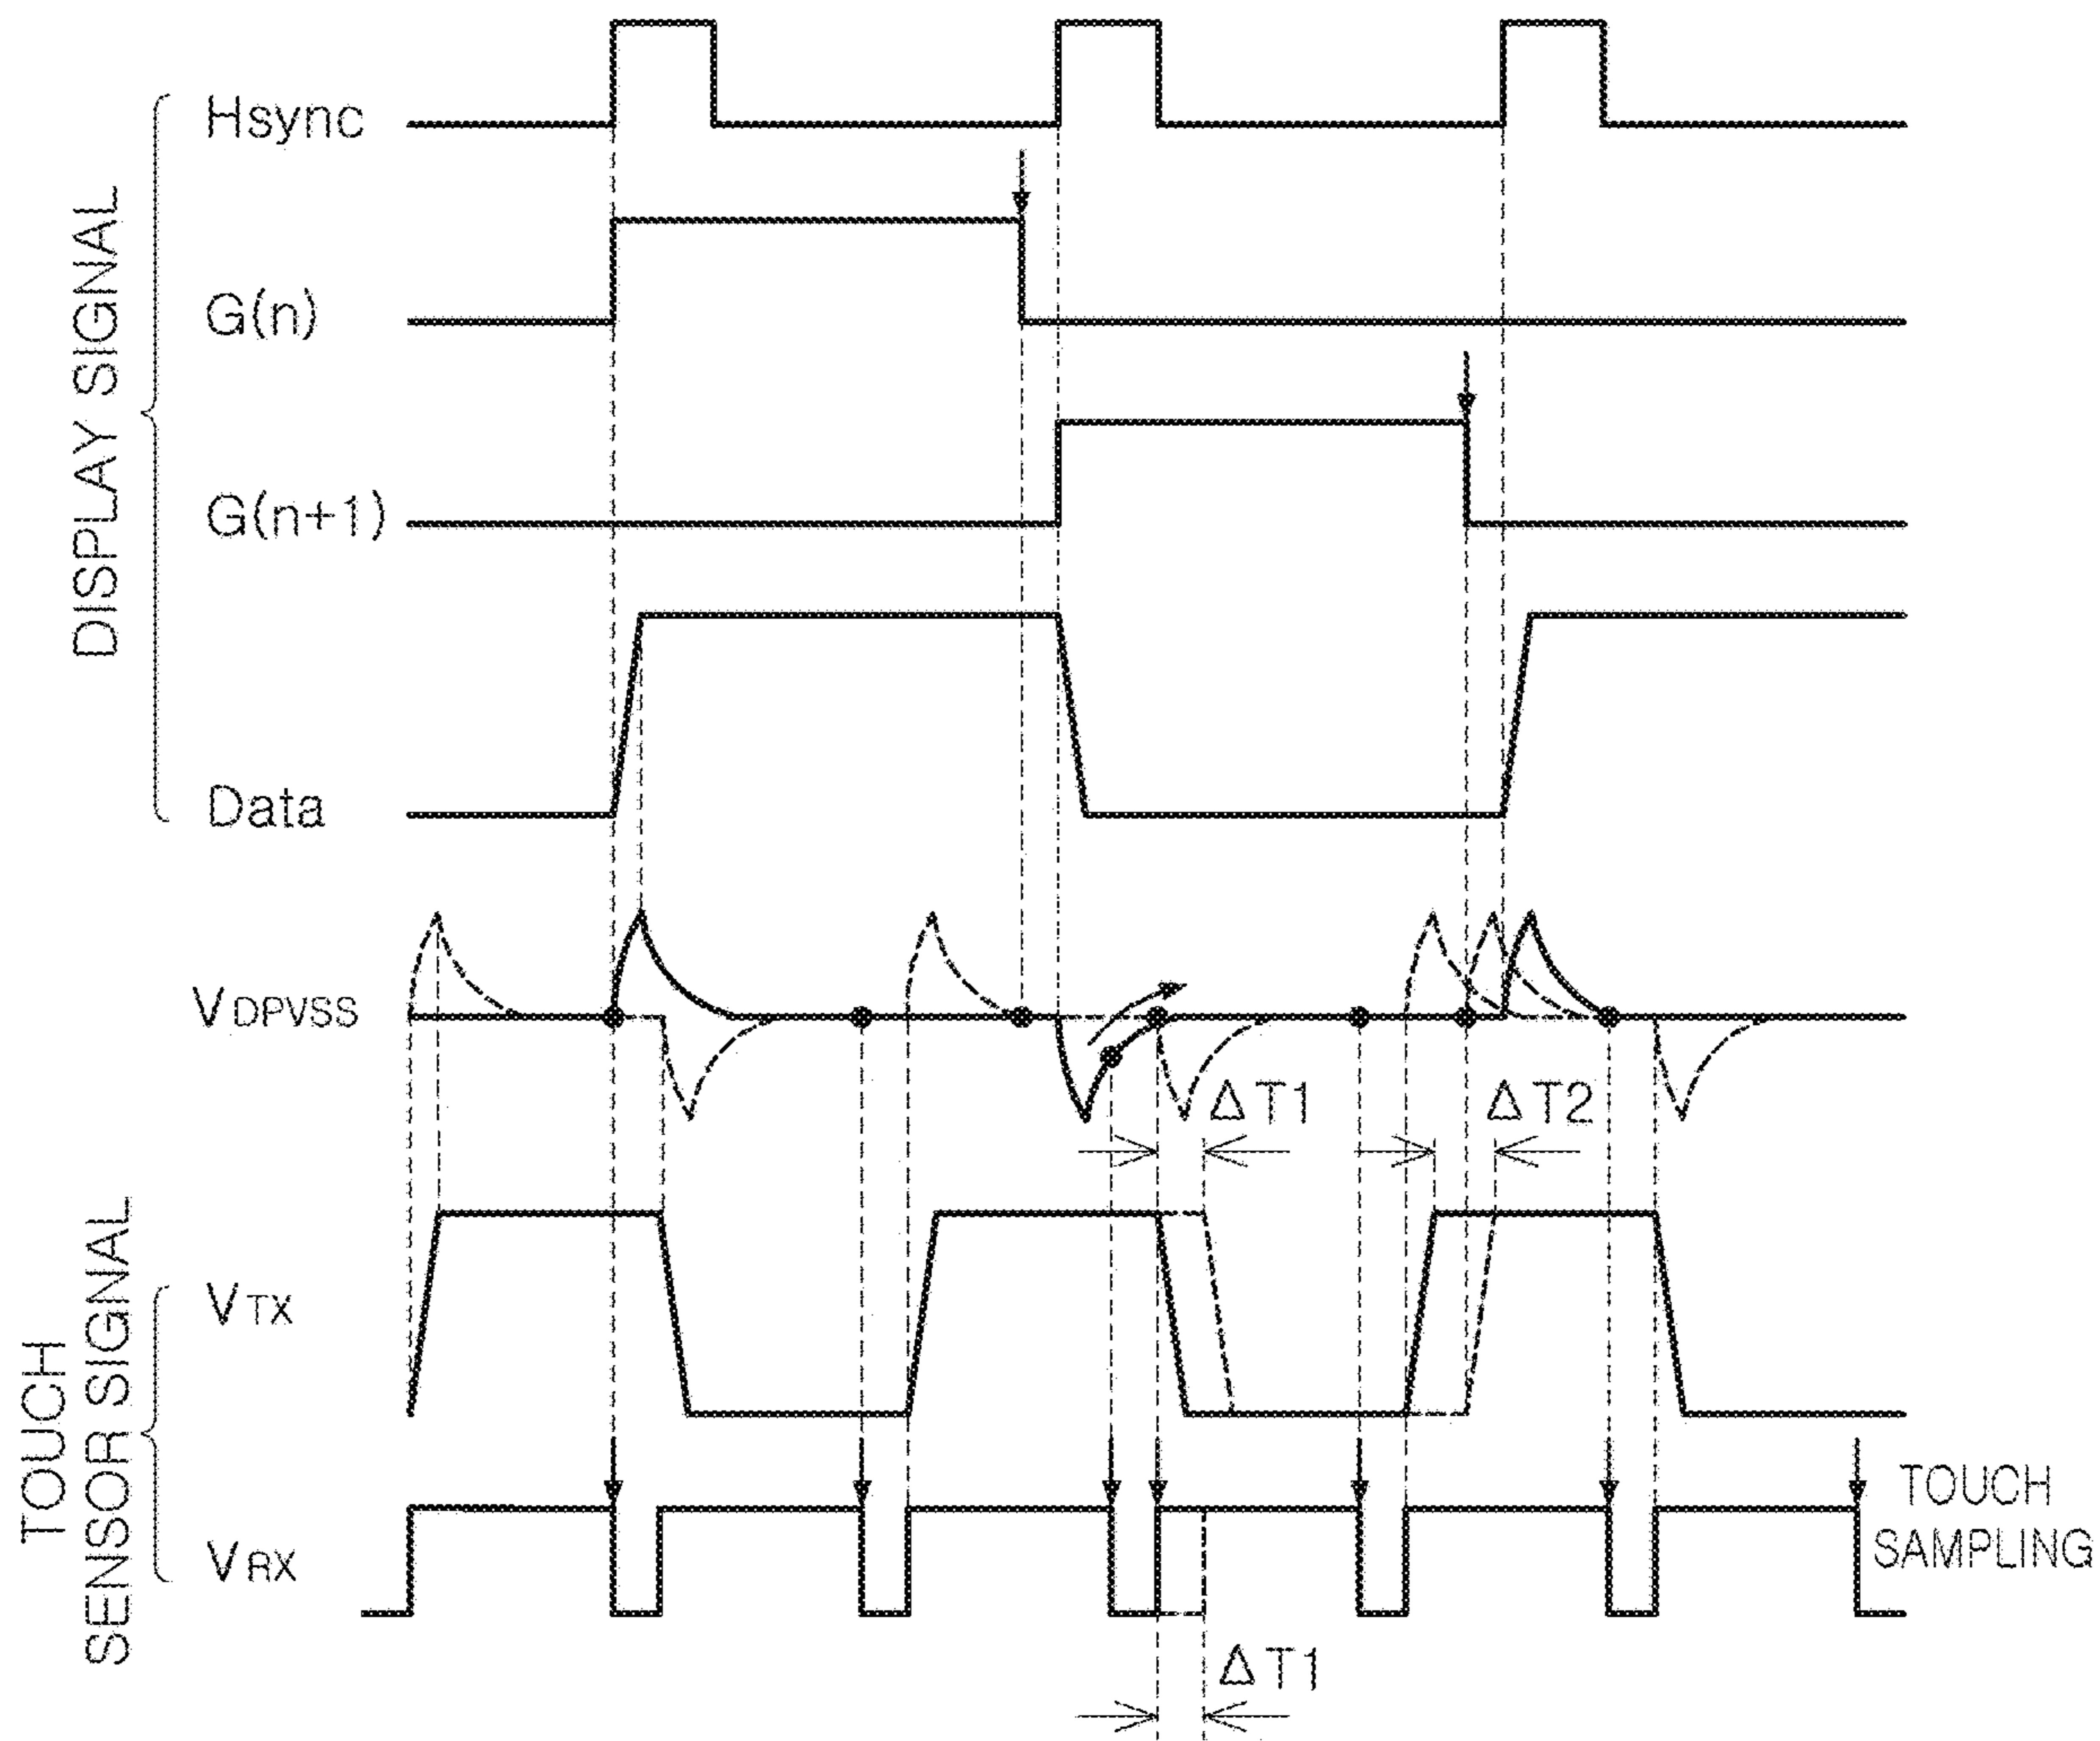 DISPLAY SIGNAL
Hsync
G(n)
G(n+1)
Data
VDPVSS
ΔT1
ΔT2
TOUCH
SENSOR SIGNAL
VTX
VRX
TOUCH
SAMPLING
ΔT1